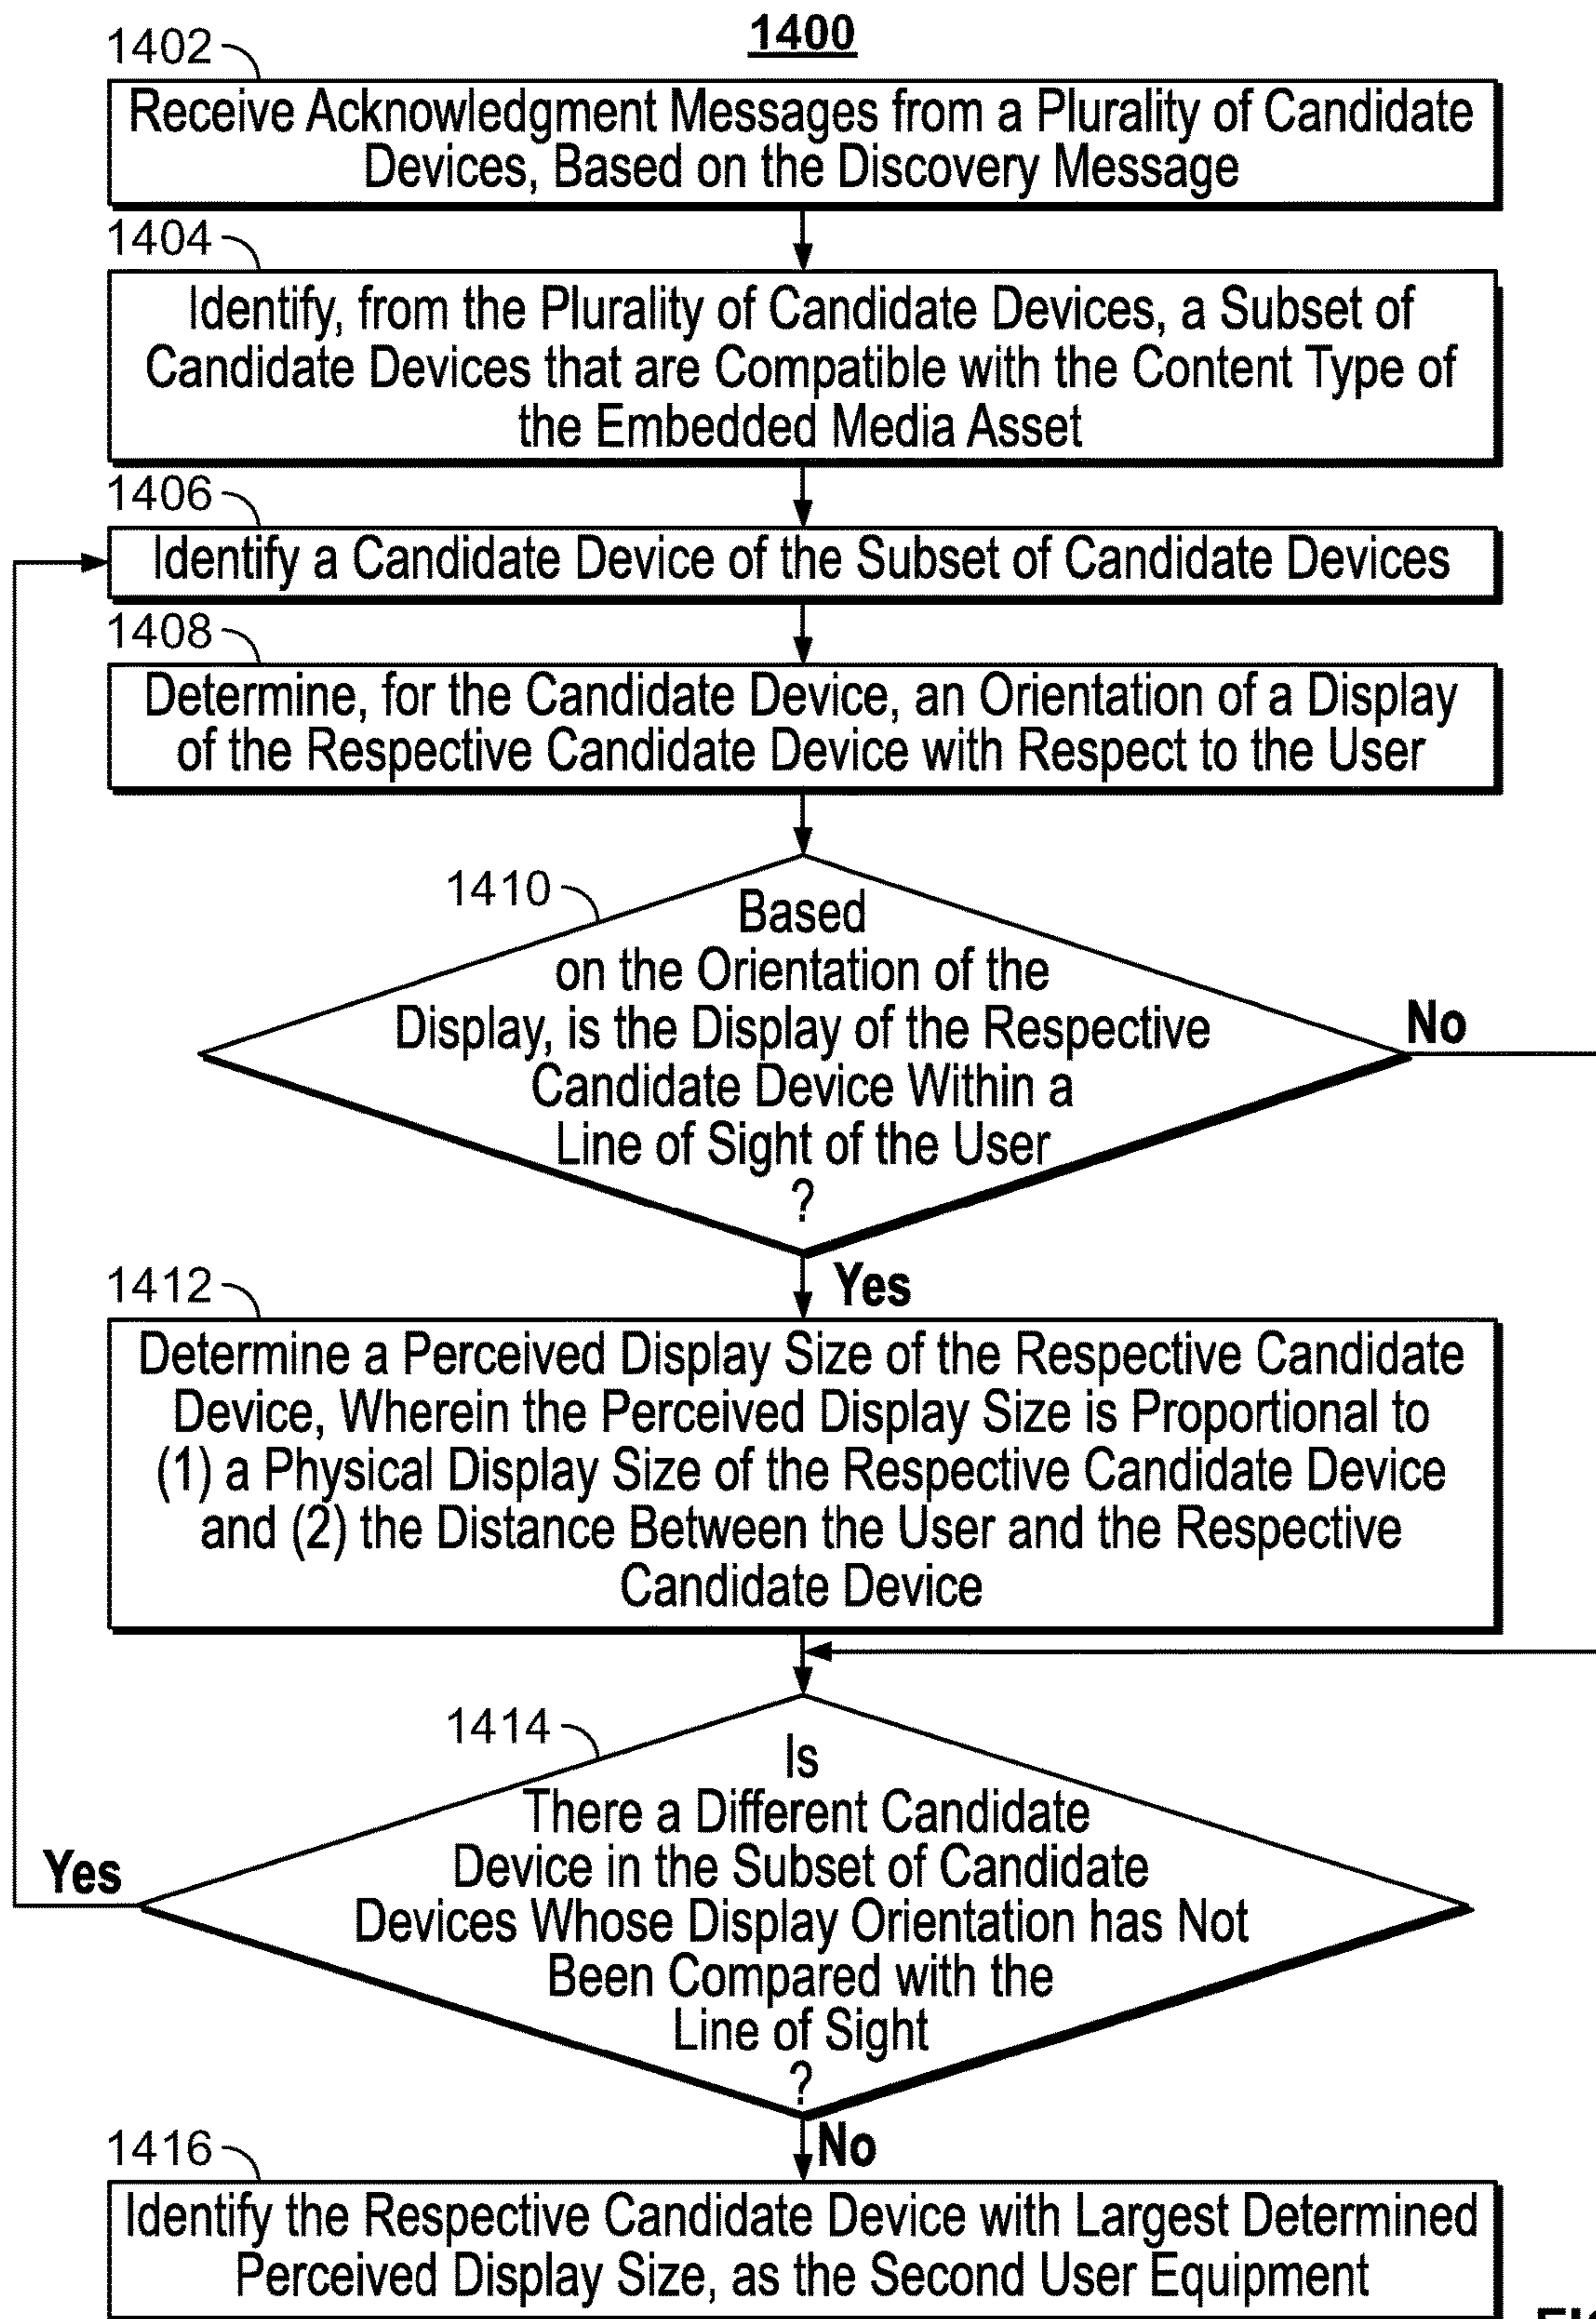 1400
1402
Receive Acknowledgment Messages from a Plurality of Candidate
Devices, Based on the Discovery Message
1404
Identify, from the Plurality of Candidate Devices, a Subset of
Candidate Devices that are Compatible with the Content Type of
the Embedded Media Asset
1406
Identify a Candidate Device of the Subset of Candidate Devices
1408
Determine, for the Candidate Device, an Orientation of a Display
of the Respective Candidate Device with Respect to the User
1410
Based
on the Orientation of the
Display, is the Display of the Respective
Candidate Device Within a
Line of Sight of the User
?
No
Yes
1412
Determine a Perceived Display Size of the Respective Candidate
Device, Wherein the Perceived Display Size is Proportional to
(1) a Physical Display Size of the Respective Candidate Device
and (2) the Distance Between the User and the Respective
Candidate Device
1414
Is
There a Different Candidate
Device in the Subset of Candidate
Devices Whose Display Orientation has Not
Been Compared with the
Line of Sight
?
Yes
No
1416
Identify the Respective Candidate Device with Largest Determined
Perceived Display Size, as the Second User Equipment